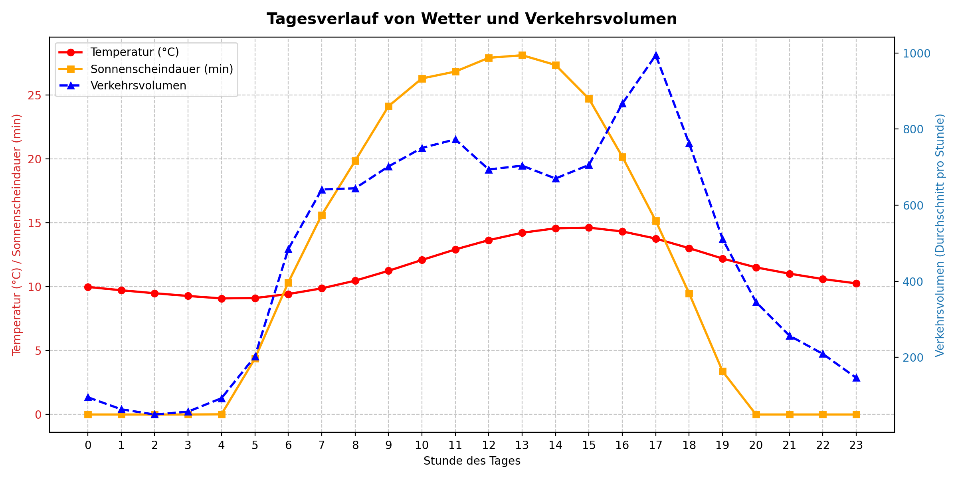 Tagesverlauf von Wetter und Verkehrsvolumen
Temperatur (°C)
Sonnenscheindauer (min)
Verkehrsvolumen
Temperatur (°C) / Sonnenscheindauer (min)
25
20
15
10
5
0
1000
800
600
400
200
Verkehrsvolumen (Durchschnitt pro Stunde)
0 1 2 3 4 5 6 7 8 9 10 11 12 13 14 15 16 17 18 19 20 21 22 23
Stunde des Tages